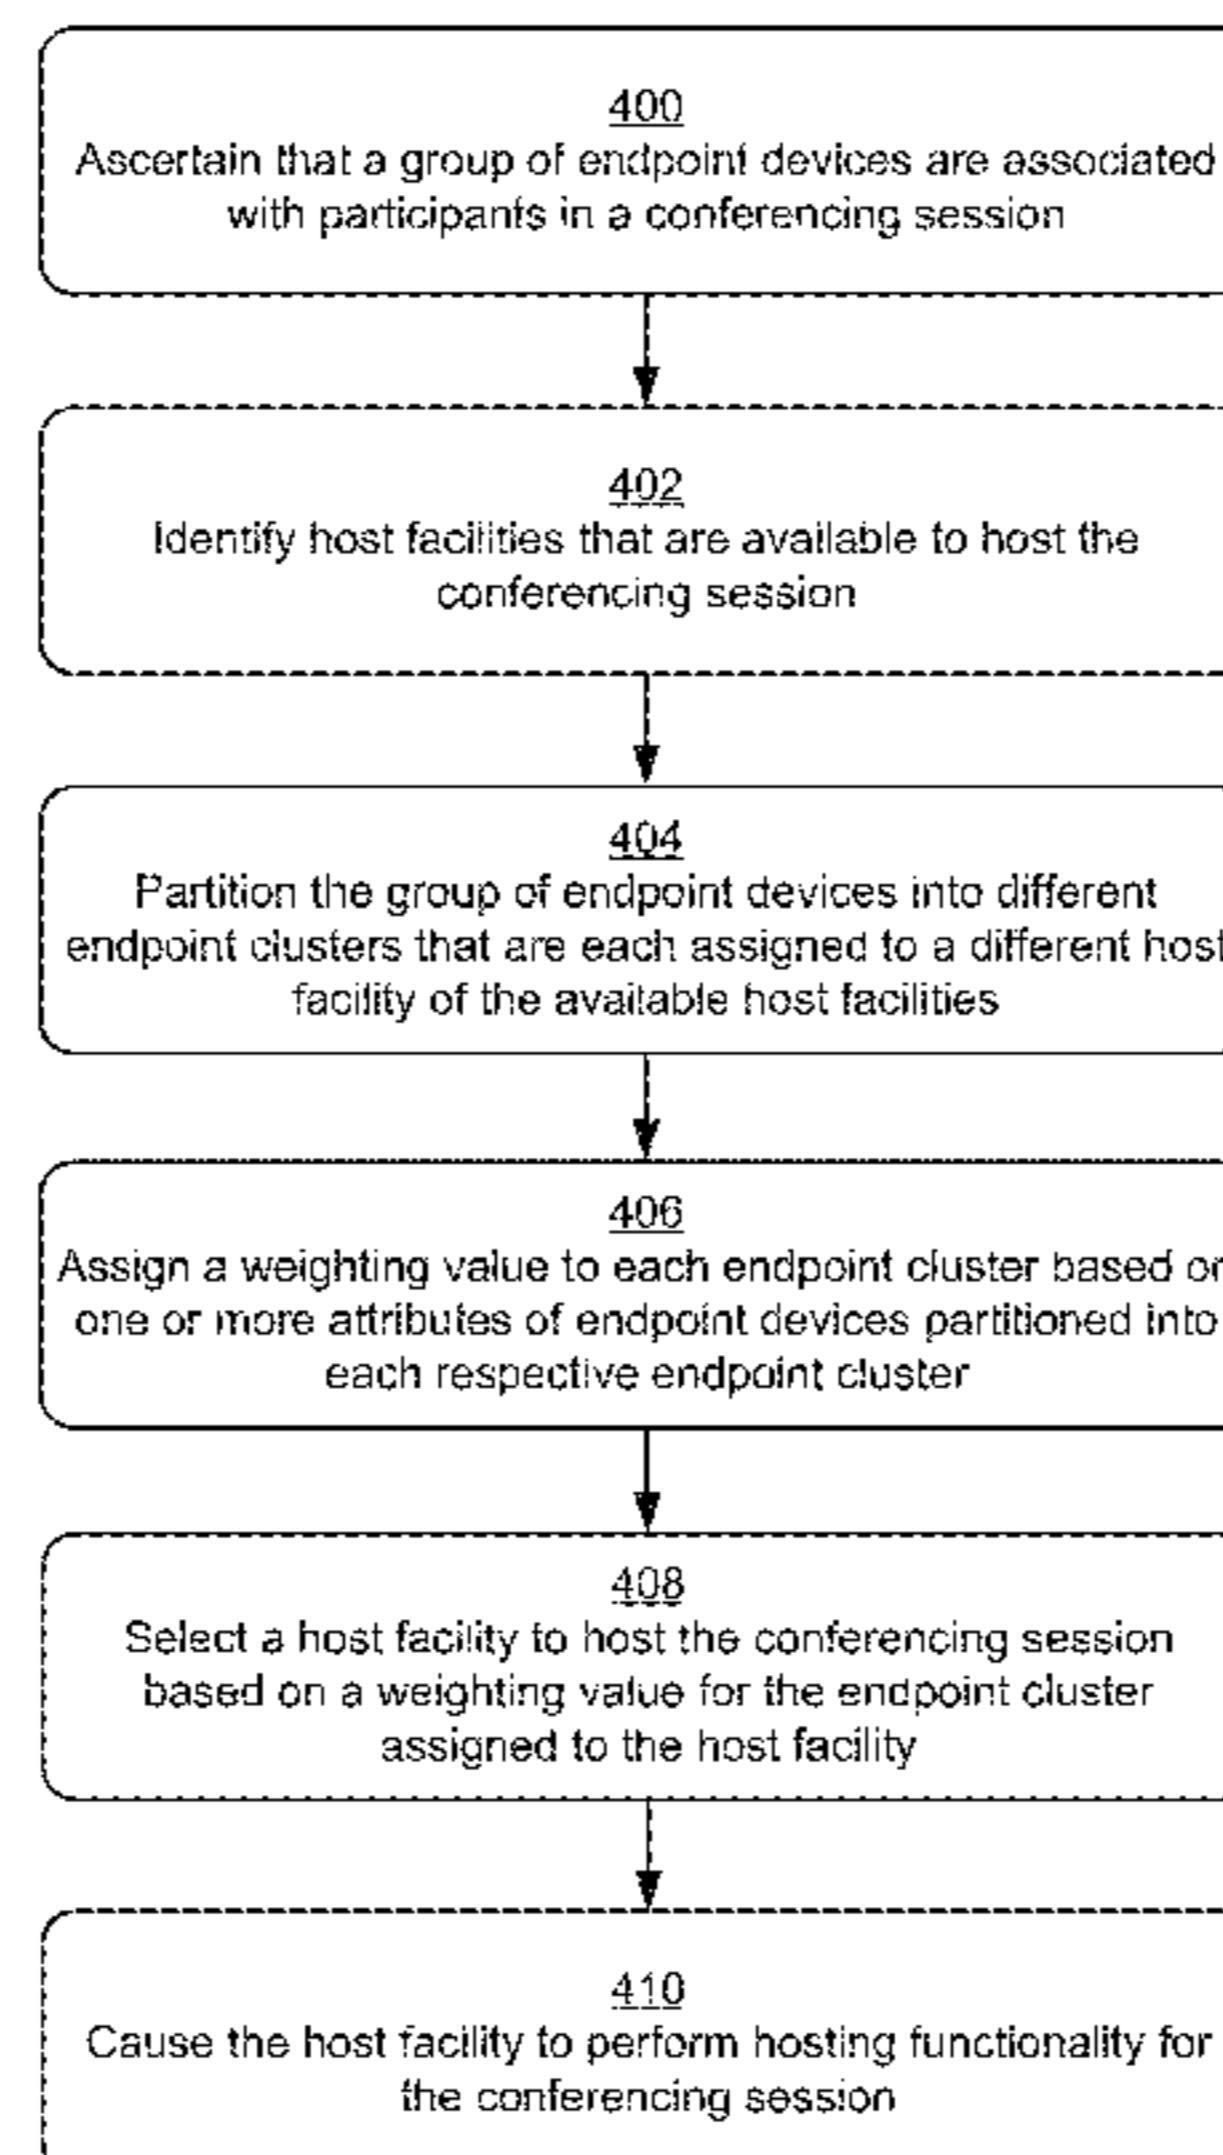 400
Ascertain that a group of endpoint devices are associated
with participants in a conferencing session
402
Identify host facilities that are available to host the
conferencing session
404
Partition the group of endpoint devices into different
endpoint clusters that are each assigned to a different host
facility of the available host facilities
406
Assign a weighting value to each endpoint cluster based on
one or more attributes of endpoint devices partitioned into
each respective endpoint cluster
408
Select a host facility to host the conferencing session
based on a weighting value for the endpoint cluster
assigned to the host facility
410
Cause the host facility to perform hosting functionality for
the conferencing session